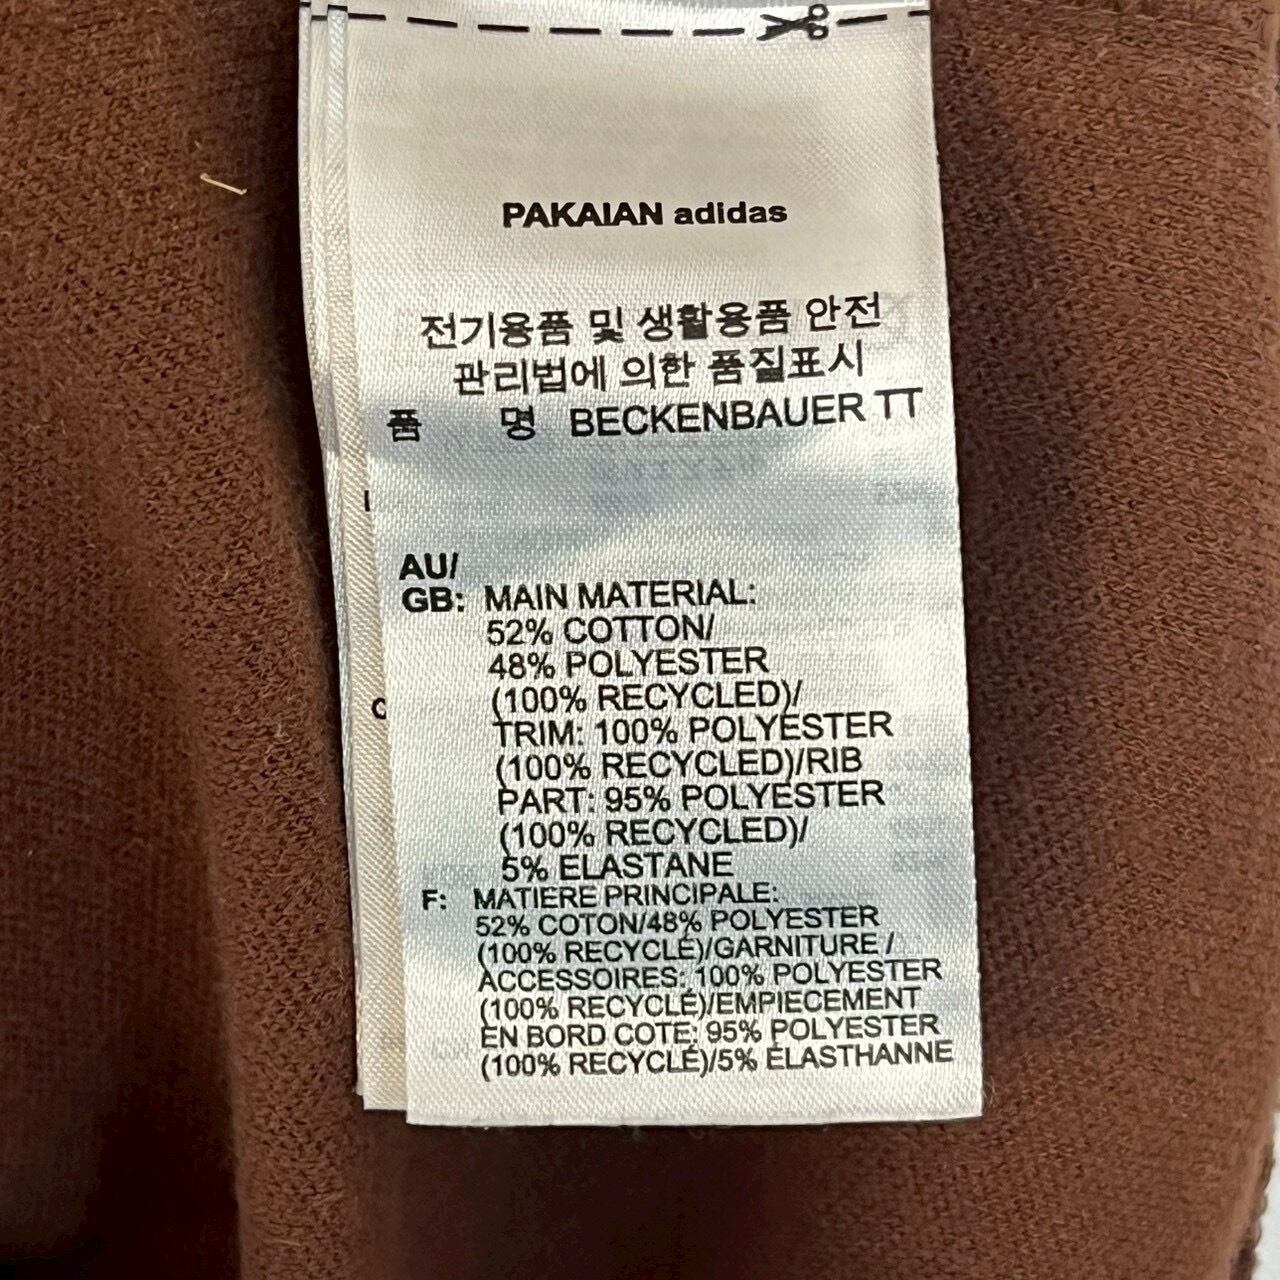 PAKAIAN adidas
전기용품 및 생활용품 안전
관리법에 의한 품질표시
품 명 BECKENBAUER TT
AU/
GB: MAIN MATERIAL:
52% COTTON/
48% POLYESTER
(100% RECYCLED)/
TRIM: 100% POLYESTER
(100% RECYCLED)/RIB
PART: 95% POLYESTER
(100% RECYCLED)/
5% ELASTANE
F: MATIERE PRINCIPALE:
52% COTON/48% POLYESTER
(100% RECYCLÉ)/GARNITURE /
ACCESSOIRES: 100% POLYESTER
(100% RECYCLÉ)/EMPIECEMENT
EN BORD COTE: 95% POLYESTER
(100% RECYCLÉ)/5% ÉLASTHANNE